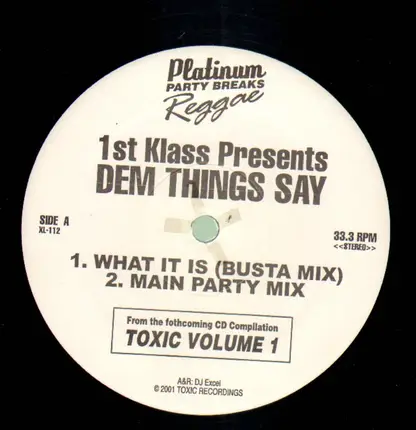 Platinum
PARTY BREAKS
Reggae
1st Klass Presents
DEM THINGS SAY
SIDE A
XL-112
33.3 RPM
<<STEREO>>
1. WHAT IT IS (BUSTA MIX)
2. MAIN PARTY MIX
From the fothcoming CD Compilation
TOXIC VOLUME 1
A&R: DJ Excel
© 2001 TOXIC RECORDINGS